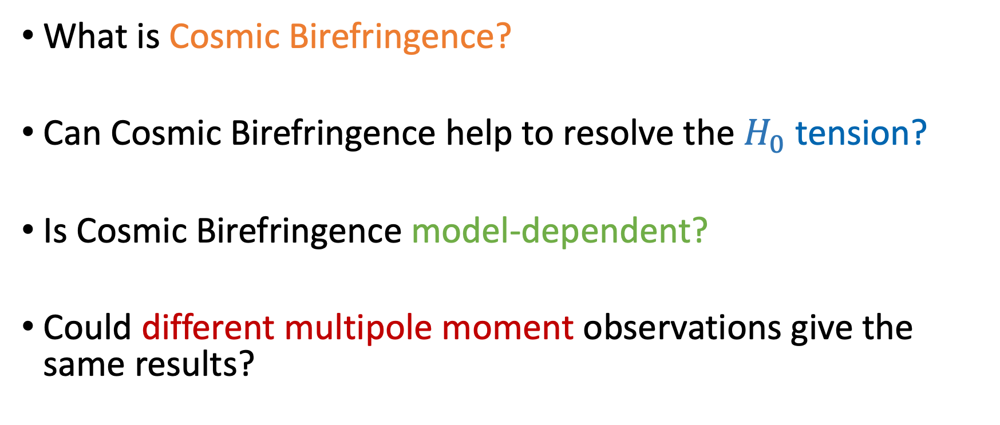 • What is Cosmic Birefringence?
• Can Cosmic Birefringence help to resolve the H₀ tension?
• Is Cosmic Birefringence model-dependent?
• Could different multipole moment observations give the
same results?